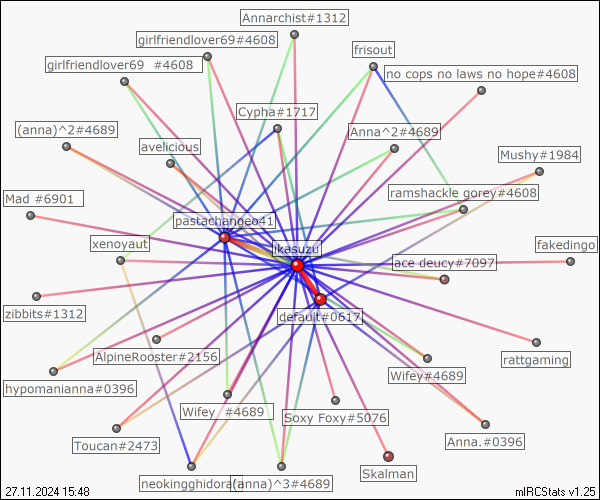 Annarchist#1312
girlfriendlover69#4608
frisout
girlfriendlover69 #4608
no cops no laws no hope#4608
Cypha#1717
(anna)^2#4689
Anna^2#4689
avelicious
Mushy#1984
Mad #6901
ramshackle gorey#4608
pastachangeo41
xenoyaut
jkasuzu
fakedingo
ace deucy#7097
zibbits#1312
default#0617
AlpineRooster#2156
rattgaming
hypomanianna#0396
Wifey#4689
Wifey #4689
Soxy Foxy#5076
Toucan#2473
Anna.#0396
Skalman
neokingghidora
(anna)^3#4689
27.11.2024 15:48
mIRCStats v1.25